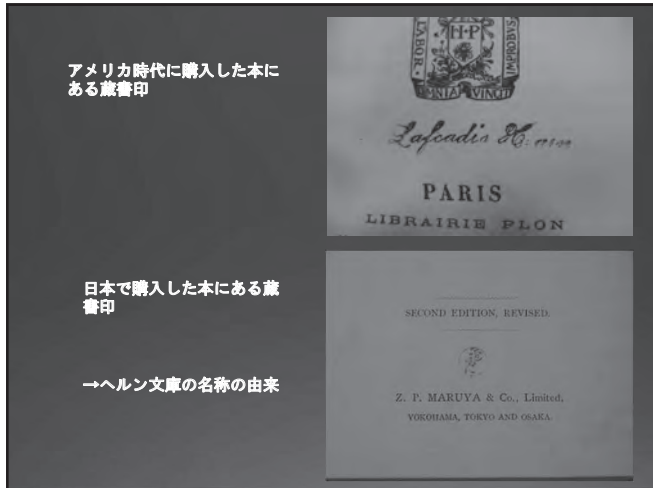 アメリカ時代に購入した本に
ある蔵書印
LABOR
H·P
IMPROBVS
OMNIA VINCIT
Lafcadio
PARIS
LIBRAIRIE PLON
日本で購入した本にある蔵
書印
→ヘルン文庫の名称の由来
SECOND EDITION, REVISED.
Z. P. MARUYA & Co., Limited,
YOKOHAMA, TOKYO AND OSAKA.